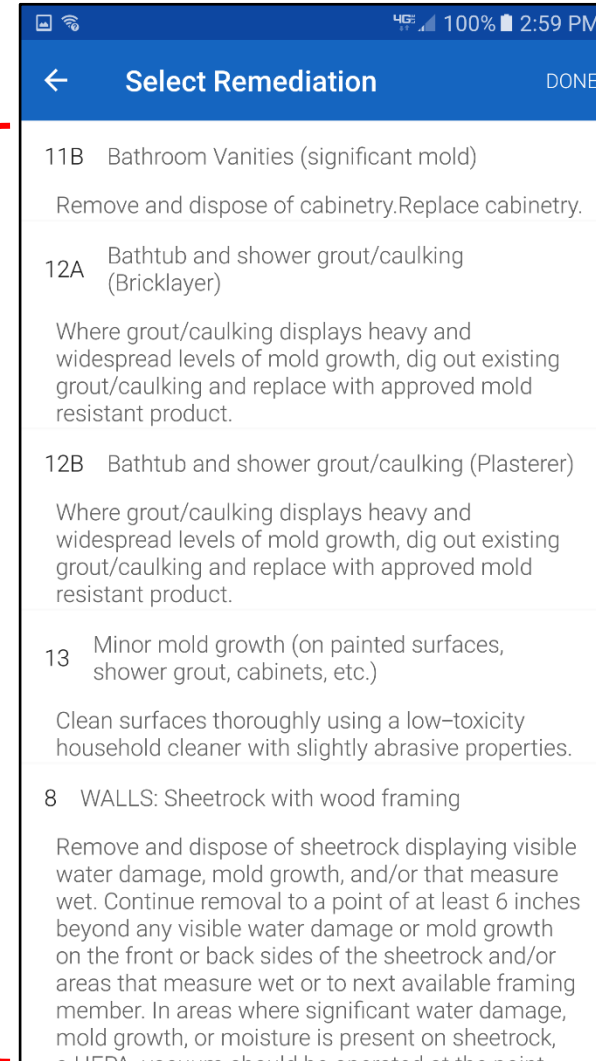 4G 100% 2:59 PM
Select Remediation DONE
11B Bathroom Vanities (significant mold)
Remove and dispose of cabinetry.Replace cabinetry.
12A Bathtub and shower grout/caulking
(Bricklayer)
Where grout/caulking displays heavy and
widespread levels of mold growth, dig out existing
grout/caulking and replace with approved mold
resistant product.
12B Bathtub and shower grout/caulking (Plasterer)
Where grout/caulking displays heavy and
widespread levels of mold growth, dig out existing
grout/caulking and replace with approved mold
resistant product.
13 Minor mold growth (on painted surfaces,
shower grout, cabinets, etc.)
Clean surfaces thoroughly using a low–toxicity
household cleaner with slightly abrasive properties.
8 WALLS: Sheetrock with wood framing
Remove and dispose of sheetrock displaying visible
water damage, mold growth, and/or that measure
wet. Continue removal to a point of at least 6 inches
beyond any visible water damage or mold growth
on the front or back sides of the sheetrock and/or
areas that measure wet or to next available framing
member. In areas where significant water damage,
mold growth, or moisture is present on sheetrock,
a HEPA vacuum should be operated at the point